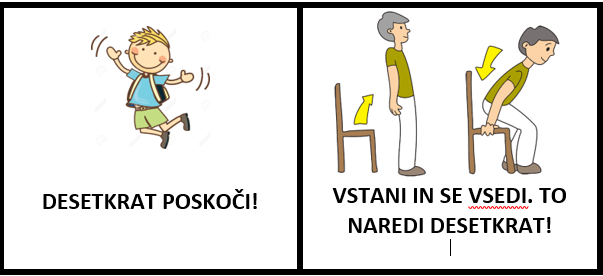 DESETKRAT POSKOČI!
VSTANI IN SE VSEDI. TO
NAREDI DESETKRAT!